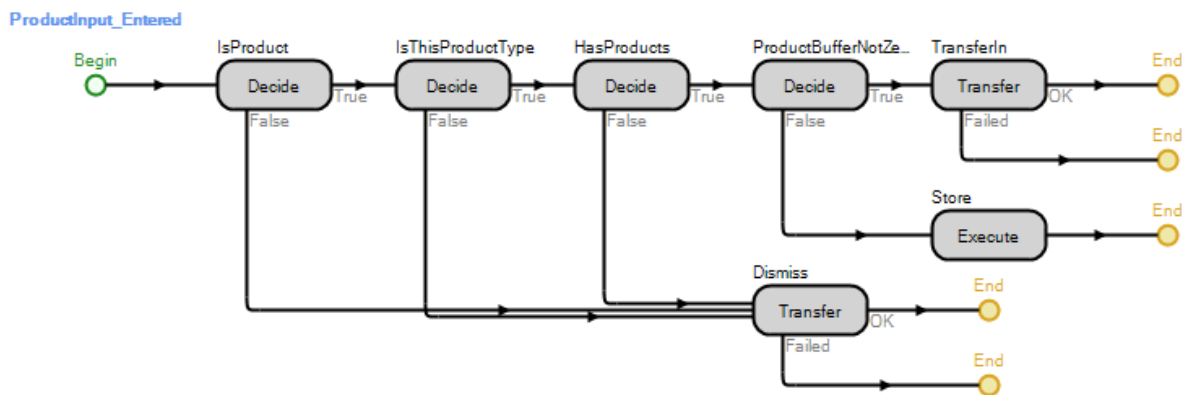 ProductInput_Entered
Begin
IsProduct
IsThisProductType
HasProducts
ProductBufferNotZe...
TransferIn
End
Decide
Decide
Decide
Decide
Transfer
True
True
True
True
OK
False
False
False
False
Failed
End
Store
End
Execute
Dismiss
End
Transfer
OK
Failed
End